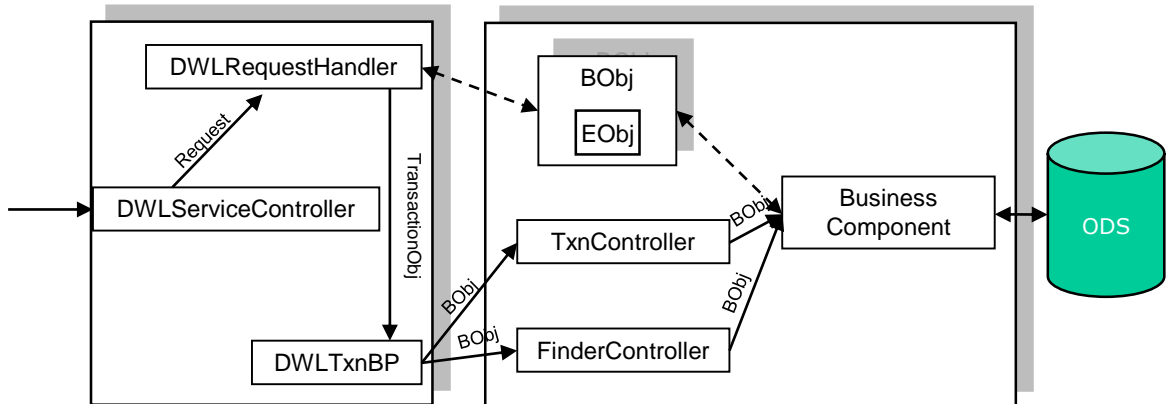 DWLRequestHandler
BObj
EObj
Request
TransactionObj
DWLServiceController
BObj
Business
Component
ODS
TxnController
BObj
BObj
DWLTxnBP
BObj
FinderController